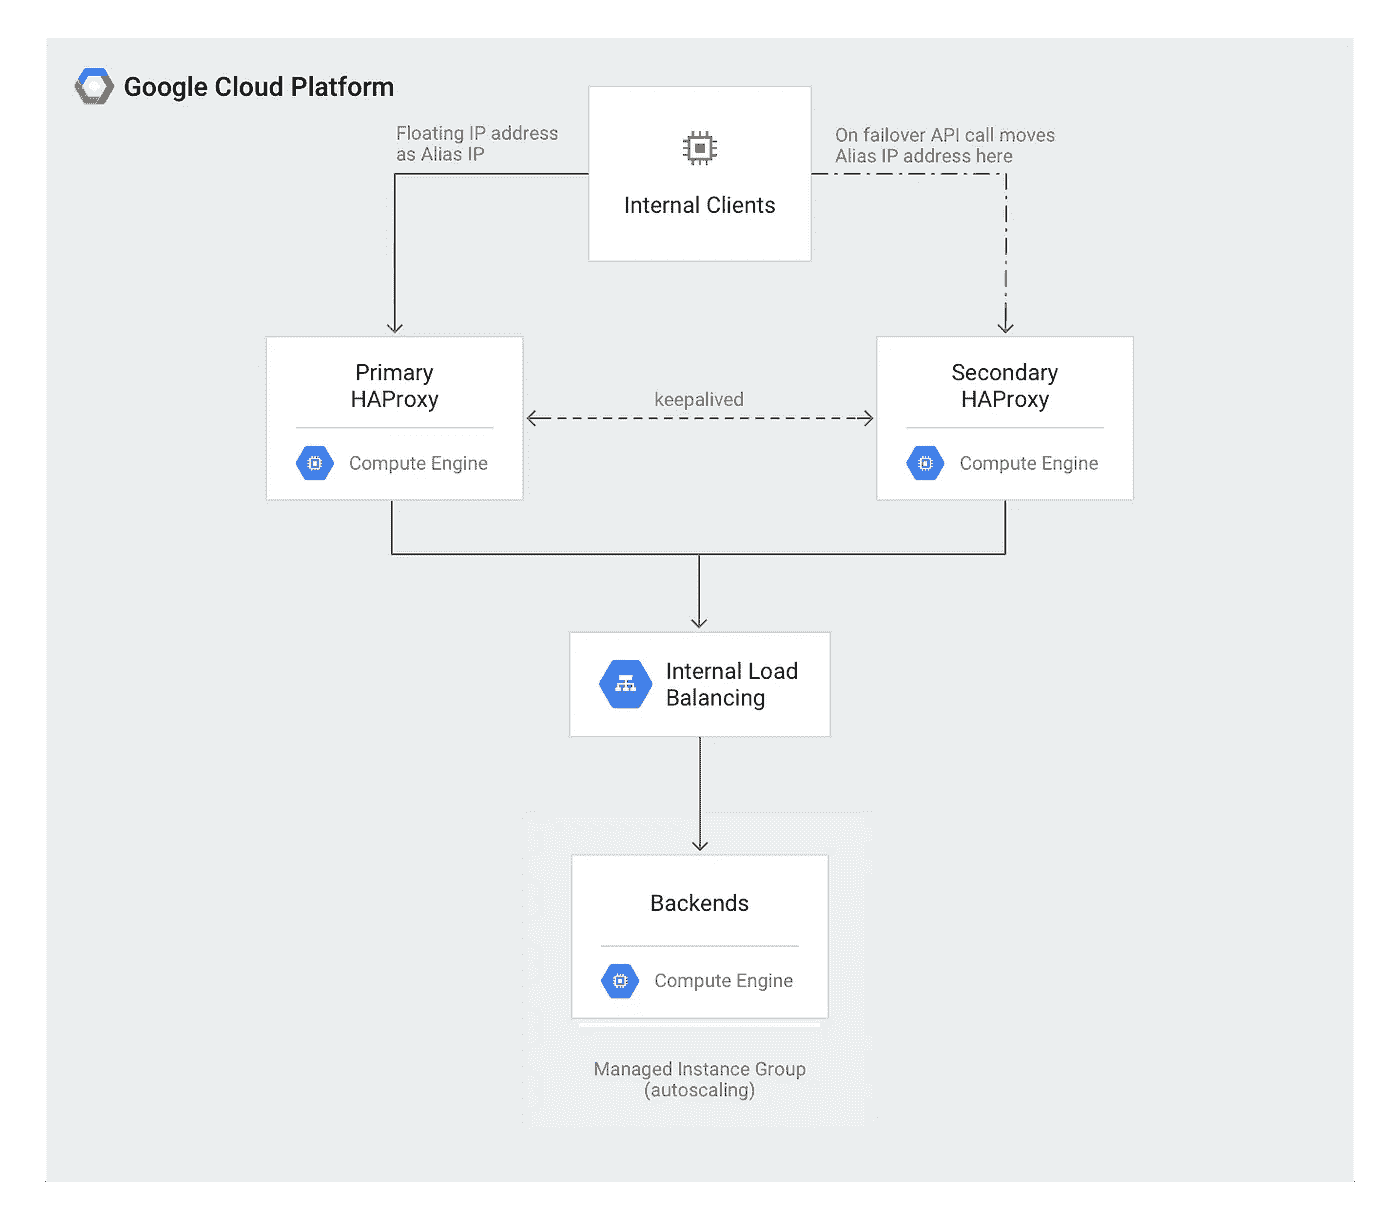 Google Cloud Platform
Floating IP address
as Alias IP
On failover API call moves
Alias IP address here
Internal Clients
Primary
HAProxy
Compute Engine
keepalived
Secondary
HAProxy
Compute Engine
Internal Load
Balancing
Backends
Compute Engine
Managed Instance Group
(autoscaling)